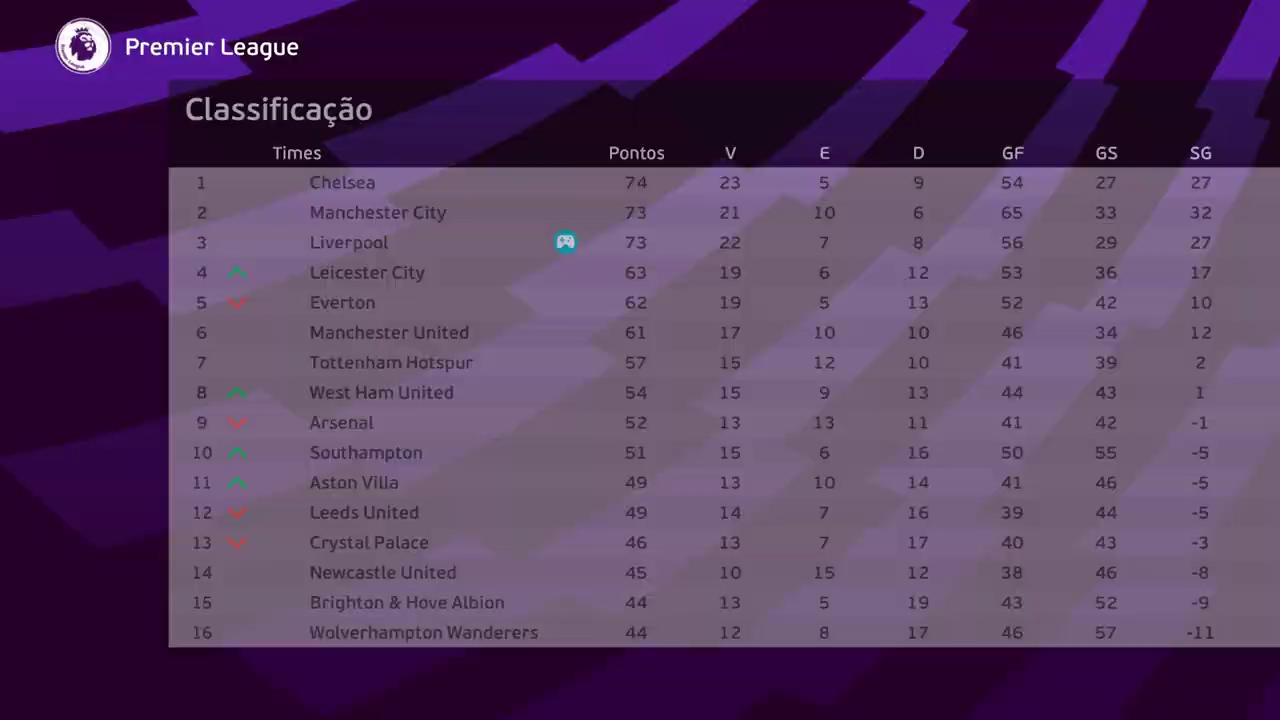 Premier League
Classificação
Times Pontos V E D GF GS SG
1 Chelsea 74 23 5 9 54 27 27
2 Manchester City 73 21 10 6 65 33 32
3 Liverpool 73 22 7 8 56 29 27
4 Leicester City 63 19 6 12 53 36 17
5 Everton 62 19 5 13 52 42 10
6 Manchester United 61 17 10 10 46 34 12
7 Tottenham Hotspur 57 15 12 10 41 39 2
8 West Ham United 54 15 9 13 44 43 1
9 Arsenal 52 13 13 11 41 42 -1
10 Southampton 51 15 6 16 50 55 -5
11 Aston Villa 49 13 10 14 41 46 -5
12 Leeds United 49 14 7 16 39 44 -5
13 Crystal Palace 46 13 7 17 40 43 -3
14 Newcastle United 45 10 15 12 38 46 -8
15 Brighton & Hove Albion 44 13 5 19 43 52 -9
16 Wolverhampton Wanderers 44 12 8 17 46 57 -11